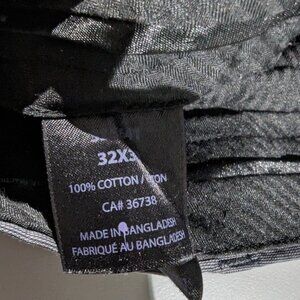 32X3
100% COTTON /
CA# 36738
MADE IN BANGLADESH
FABRIQUÉ AU BANGLADESH